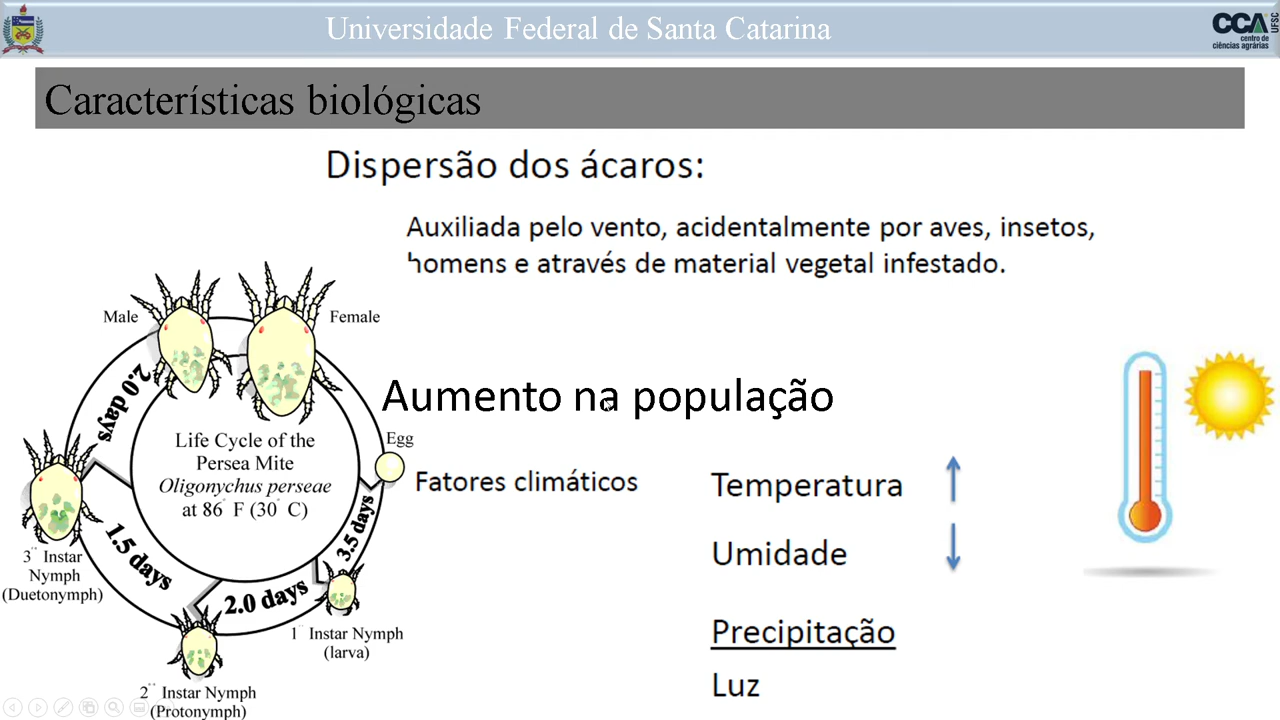 Universidade Federal de Santa Catarina
CCA
UFSC
centro de
ciências agrárias
Características biológicas
Dispersão dos ácaros:
Auxiliada pelo vento, acidentalmente por aves, insetos,
homens e através de material vegetal infestado.
Male
Female
2.0 days
Aumento na população
Life Cycle of the
Persea Mite
Oligonychus perseae
at 86° F (30° C)
Egg
3.5 days
Fatores climáticos
Temperatura ↑
Umidade ↓
Precipitação
Luz
1.5 days
2.0 days
3¨ Instar
Nymph
(Duetonymph)
1¨ Instar Nymph
(larva)
2¨ Instar Nymph
(Protonymph)